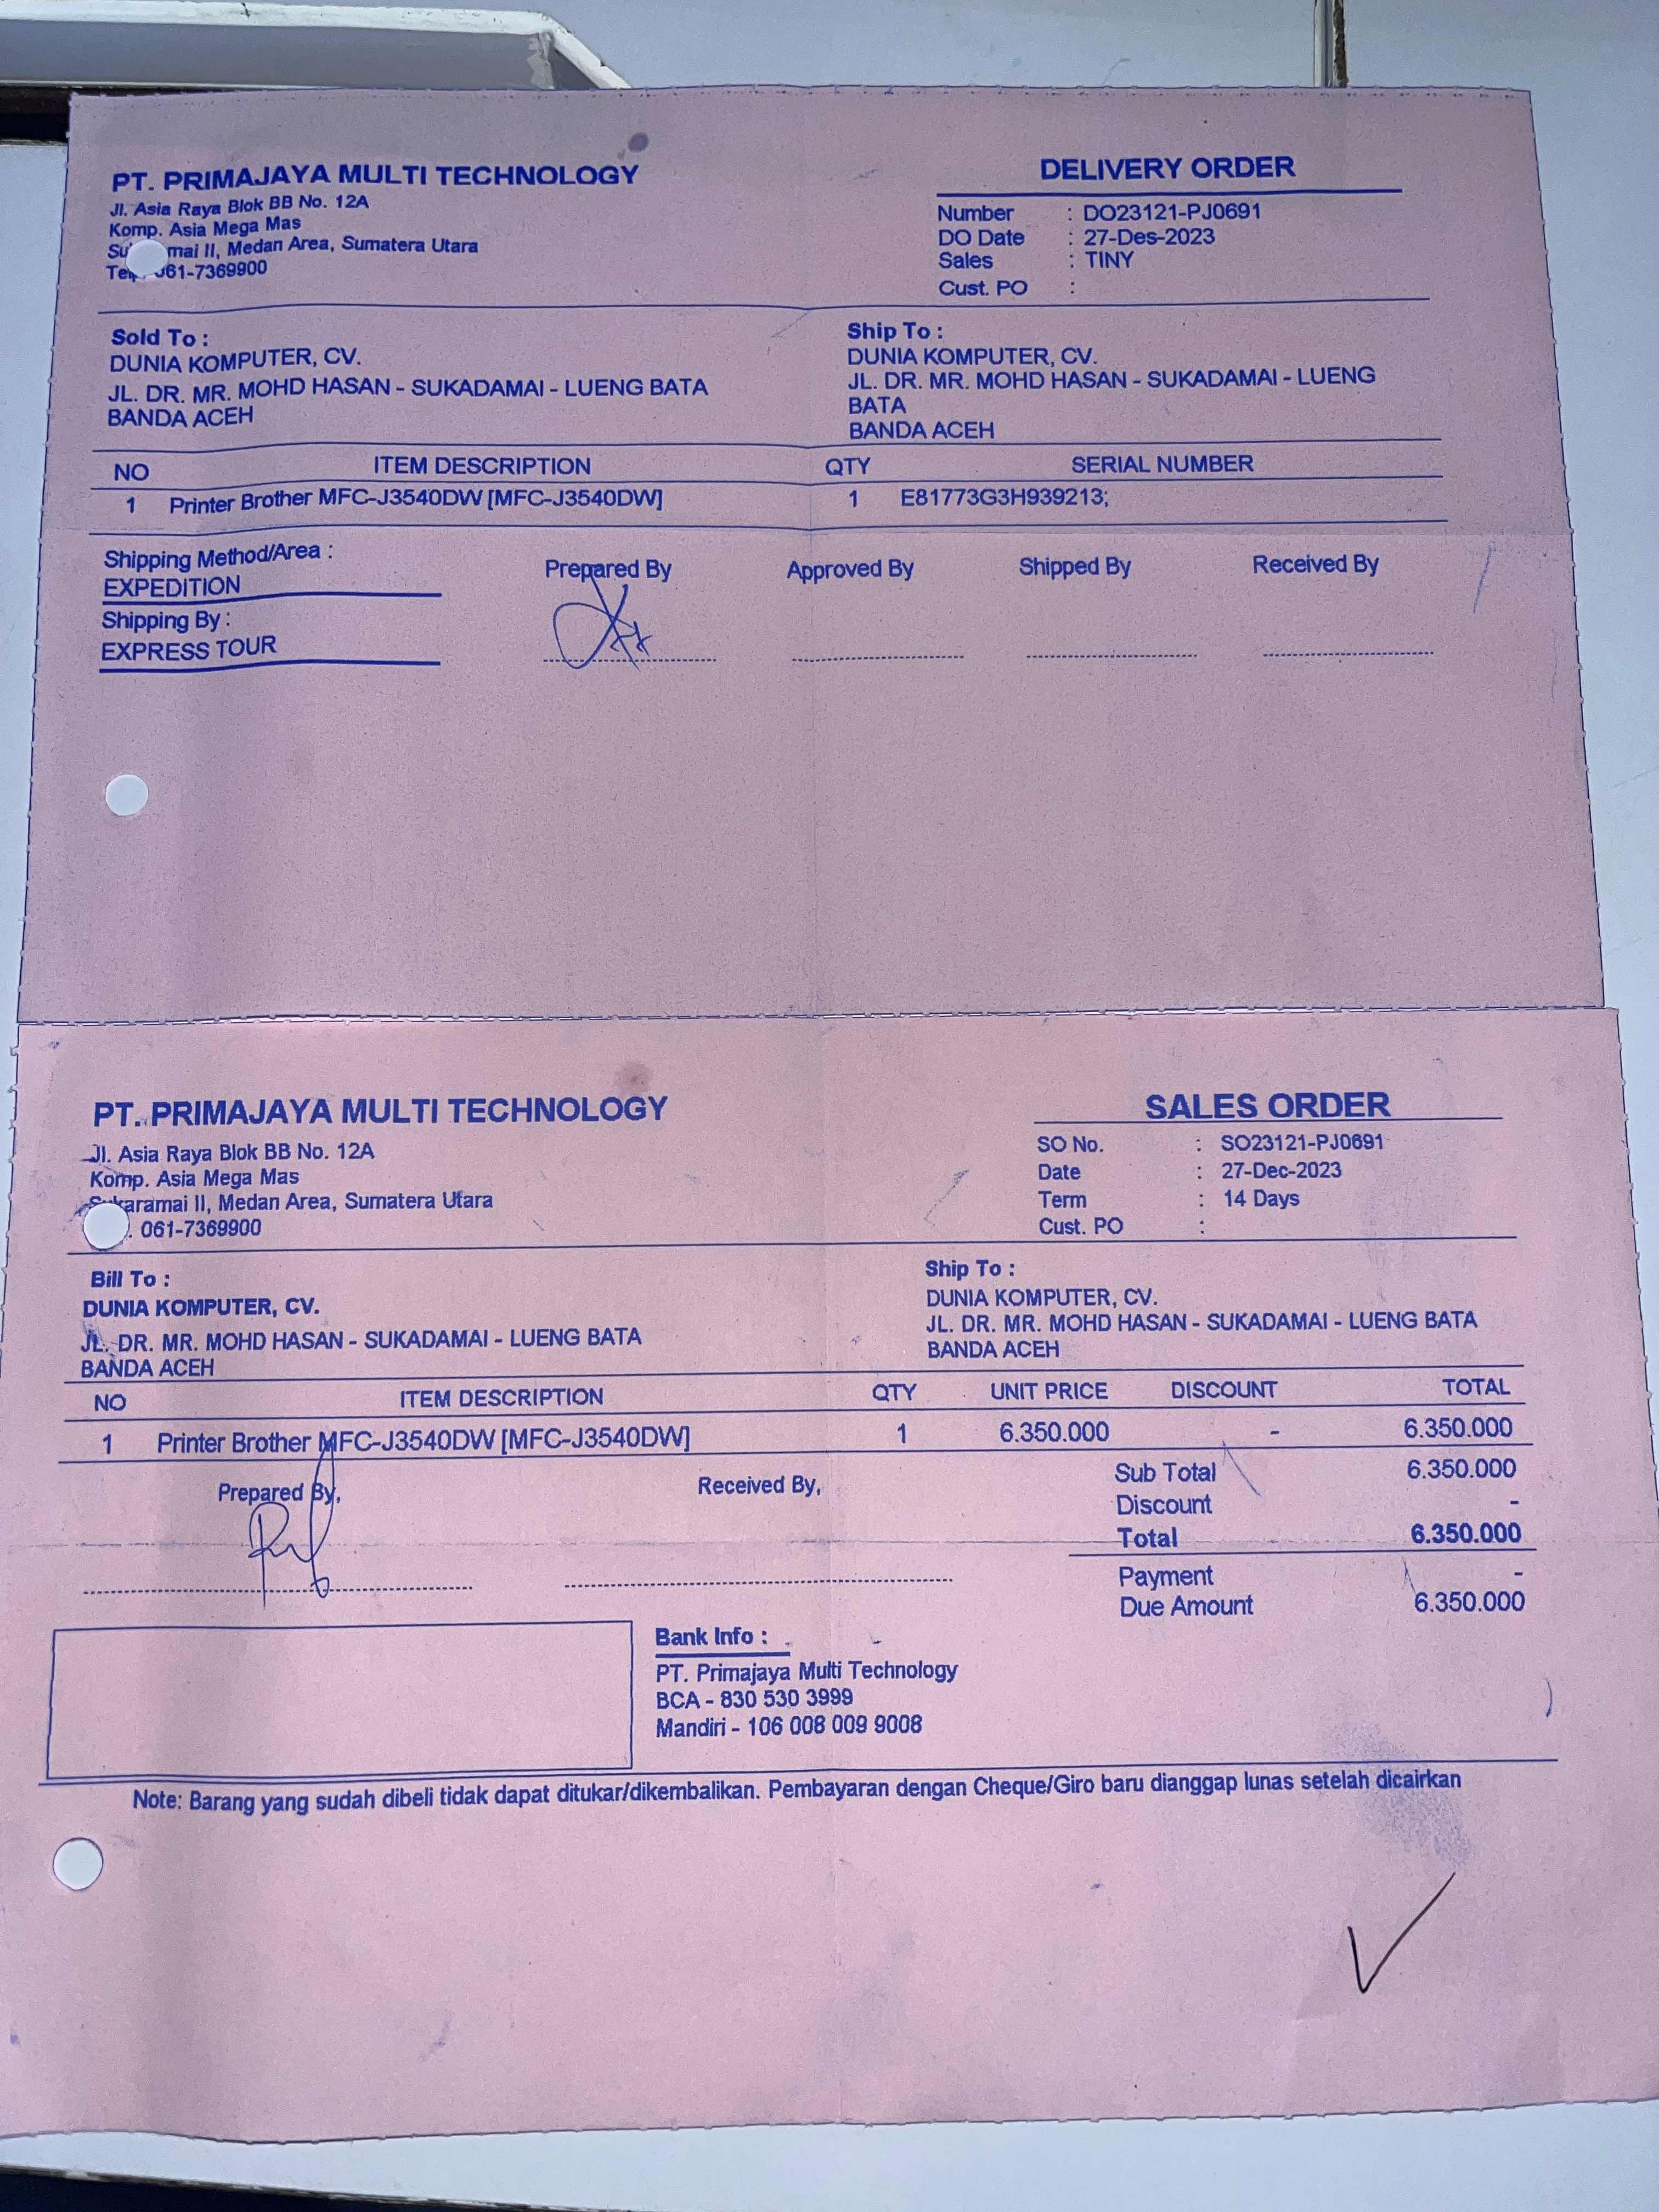 PT. PRIMAJAYA MULTI TECHNOLOGY
Jl. Asia Raya Blok BB No. 12A
Komp. Asia Mega Mas
mai II, Medan Area, Sumatera Utara
061-7369900
DELIVERY ORDER
Number : DO23121-PJ0691
DO Date : 27-Des-2023
Sales : TINY
Cust. PO :
Sold To :
DUNIA KOMPUTER, CV.
JL. DR. MR. MOHD HASAN - SUKADAMAI - LUENG BATA
BANDA ACEH
Ship To :
DUNIA KOMPUTER, CV.
JL. DR. MR. MOHD HASAN - SUKADAMAI - LUENG
BATA
BANDA ACEH
NO ITEM DESCRIPTION QTY SERIAL NUMBER
1 Printer Brother MFC-J3540DW [MFC-J3540DW] 1 E81773G3H939213;
Shipping Method/Area :
EXPEDITION
Shipping By :
EXPRESS TOUR
Prepared By Approved By Shipped By Received By
PT. PRIMAJAYA MULTI TECHNOLOGY
Jl. Asia Raya Blok BB No. 12A
Komp. Asia Mega Mas
Sukaramai II, Medan Area, Sumatera Utara
061-7369900
SALES ORDER
SO No. : SO23121-PJ0691
Date : 27-Dec-2023
Term : 14 Days
Cust. PO :
Bill To :
DUNIA KOMPUTER, CV.
JL. DR. MR. MOHD HASAN - SUKADAMAI - LUENG BATA
BANDA ACEH
Ship To :
DUNIA KOMPUTER, CV.
JL. DR. MR. MOHD HASAN - SUKADAMAI - LUENG BATA
BANDA ACEH
NO ITEM DESCRIPTION QTY UNIT PRICE DISCOUNT TOTAL
1 Printer Brother MFC-J3540DW [MFC-J3540DW] 1 6.350.000 - 6.350.000
Prepared By, Received By,
Sub Total 6.350.000
Discount -
Total 6.350.000
Payment -
Due Amount 6.350.000
Bank Info :
PT. Primajaya Multi Technology
BCA - 830 530 3999
Mandiri - 106 008 009 9008
Note: Barang yang sudah dibeli tidak dapat ditukar/dikembalikan. Pembayaran dengan Cheque/Giro baru dianggap lunas setelah dicairkan